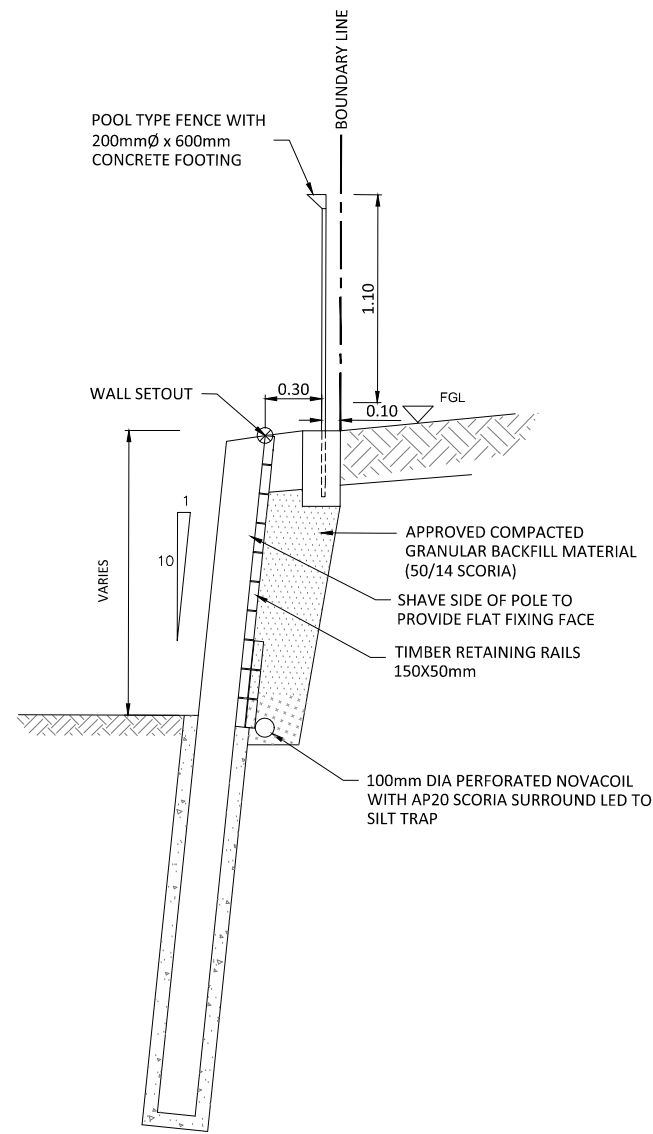 BOUNDARY LINE
POOL TYPE FENCE WITH
200mmØ x 600mm
CONCRETE FOOTING
1.10
WALL SETOUT
0.30
0.10
FGL
1
10
VARIES
APPROVED COMPACTED
GRANULAR BACKFILL MATERIAL
(50/14 SCORIA)
SHAVE SIDE OF POLE TO
PROVIDE FLAT FIXING FACE
TIMBER RETAINING RAILS
150X50mm
100mm DIA PERFORATED NOVACOIL
WITH AP20 SCORIA SURROUND LED TO
SILT TRAP